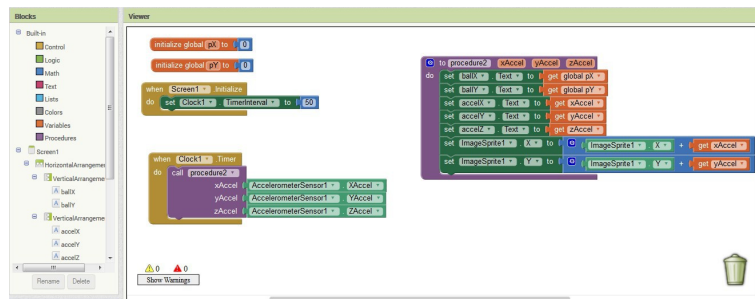 Blocks
Viewer
Built-in
Control
Logic
Math
Text
Lists
Colors
Variables
Procedures
Screen1
HorizontalArrangeme
VerticalArrangeme
ballX
ballY
VerticalArrangeme
accelX
accelY
accelZ
Rename Delete
initialize global pX to 0
initialize global pY to 0
when Screen1 .Initialize
do set Clock1 . TimerInterval to 50
when Clock1 .Timer
do call procedure2
xAccel AccelerometerSensor1 . XAccel
yAccel AccelerometerSensor1 . YAccel
zAccel AccelerometerSensor1 . ZAccel
to procedure2 xAccel yAccel zAccel
do set ballX . Text to get global pX
set ballY . Text to get global pY
set accelX . Text to get xAccel
set accelY . Text to get yAccel
set accelZ . Text to get zAccel
set ImageSprite1 . X to ImageSprite1 . X + get xAccel
set ImageSprite1 . Y to ImageSprite1 . Y + get yAccel
0 0
Show Warnings